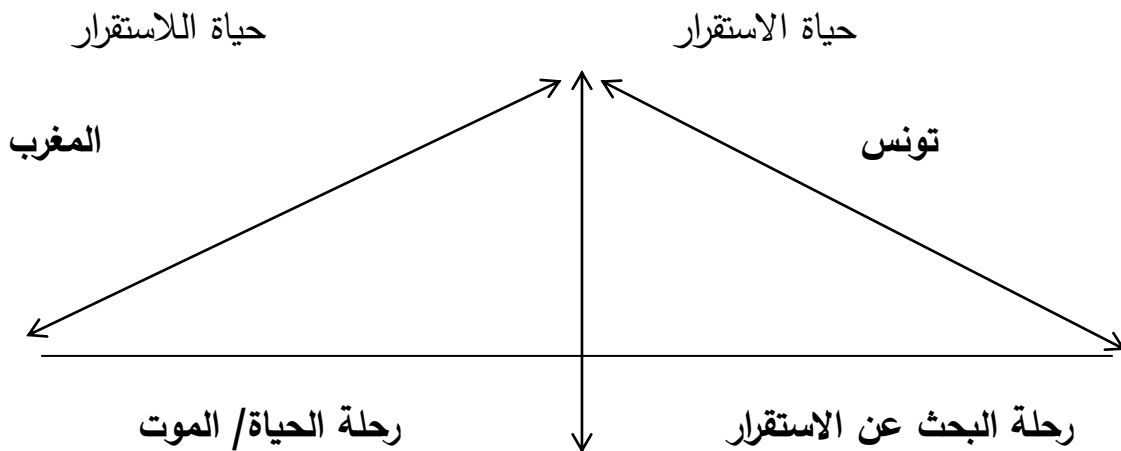 حياة الاستقرار
حياة اللاستقرار
تونس
المغرب
رحلة البحث عن الاستقرار
رحلة الحياة/ الموت